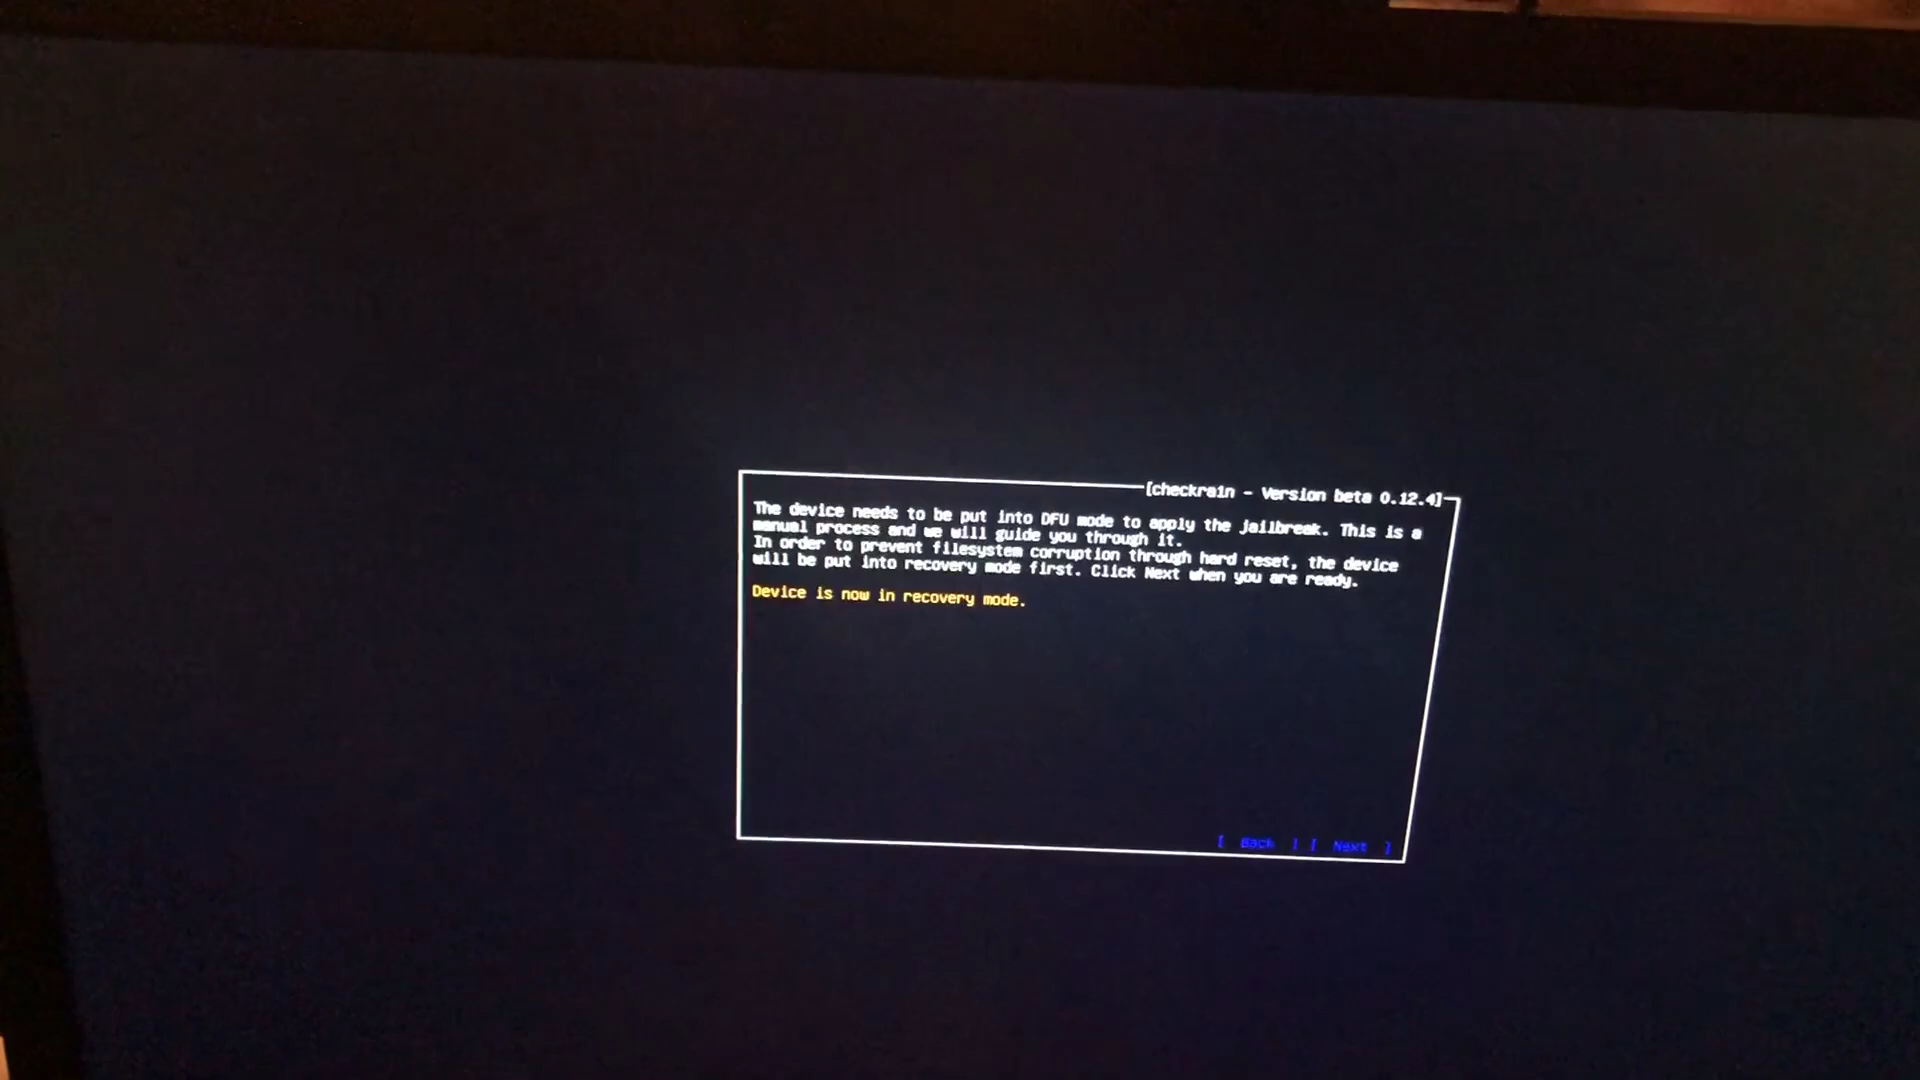 [checkra1n - Version beta 0.12.4]
The device needs to be put into DFU mode to apply the jailbreak. This is a
manual process and we will guide you through it.
In order to prevent filesystem corruption through hard reset, the device
will be put into recovery mode first. Click Next when you are ready.
Device is now in recovery mode.
[ Back ] [ Next ]